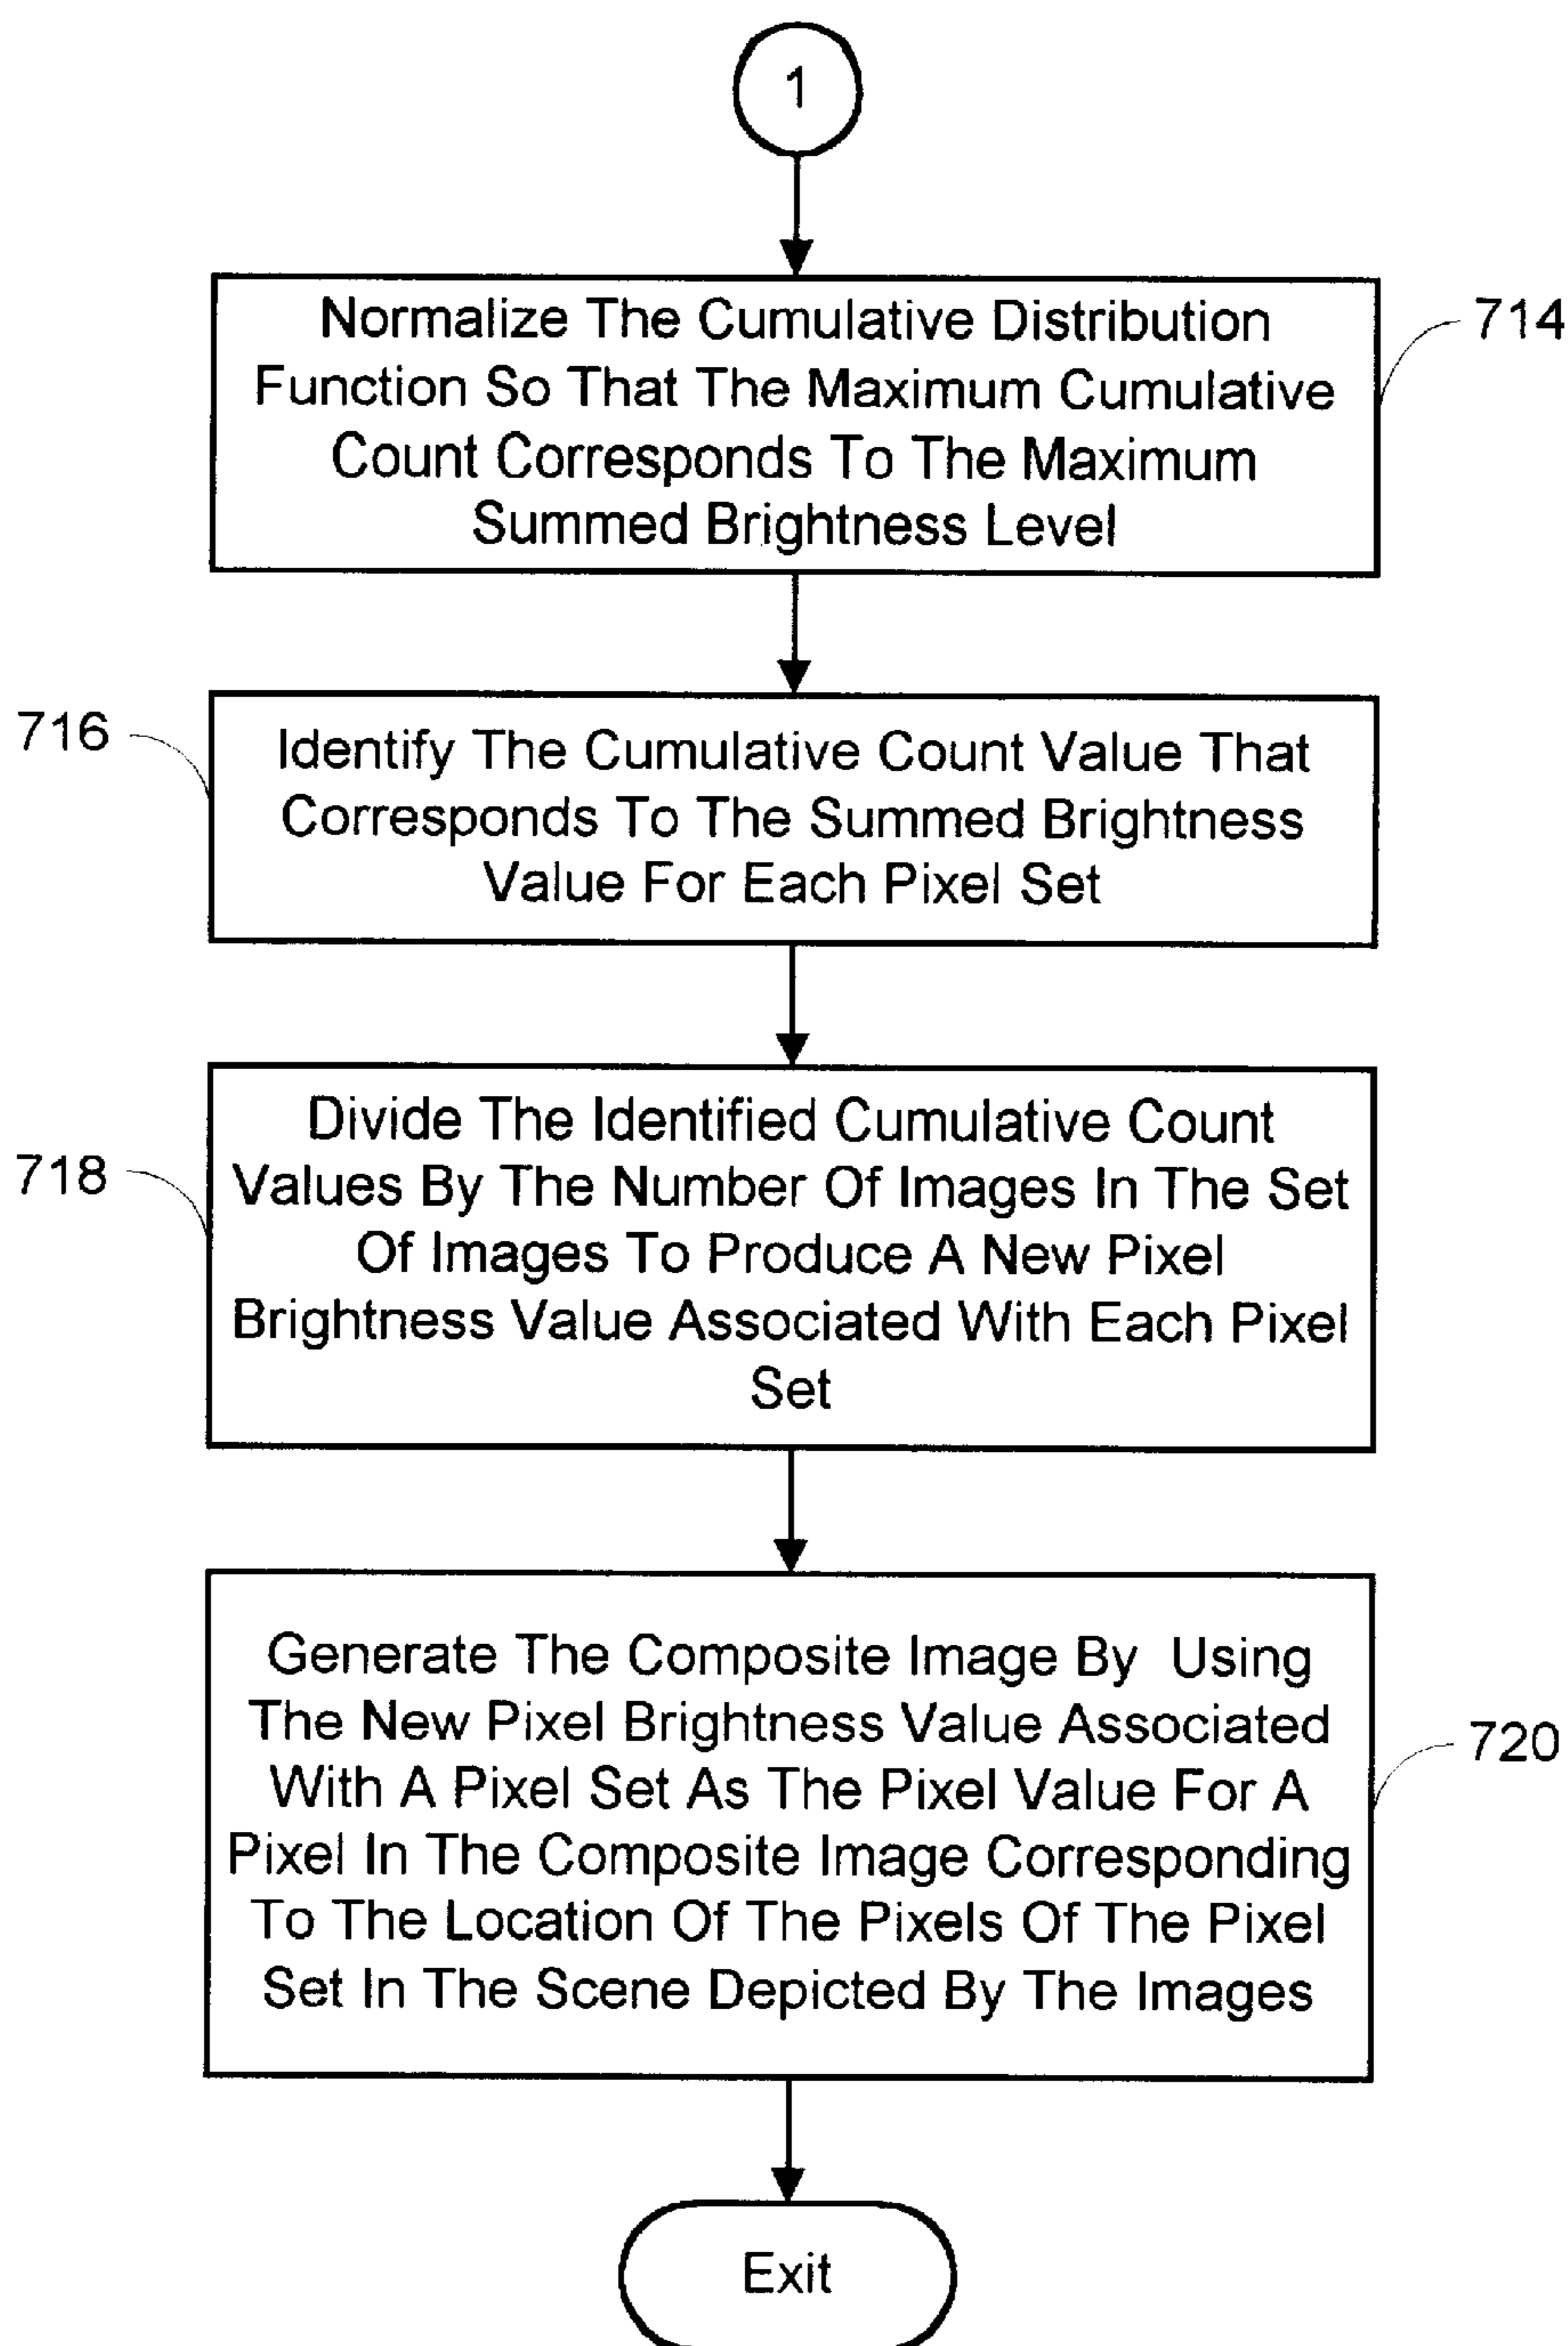 1
Normalize The Cumulative Distribution
Function So That The Maximum Cumulative
Count Corresponds To The Maximum
Summed Brightness Level
714
716
Identify The Cumulative Count Value That
Corresponds To The Summed Brightness
Value For Each Pixel Set
718
Divide The Identified Cumulative Count
Values By The Number Of Images In The Set
Of Images To Produce A New Pixel
Brightness Value Associated With Each Pixel
Set
Generate The Composite Image By Using
The New Pixel Brightness Value Associated
With A Pixel Set As The Pixel Value For A
Pixel In The Composite Image Corresponding
To The Location Of The Pixels Of The Pixel
Set In The Scene Depicted By The Images
720
Exit